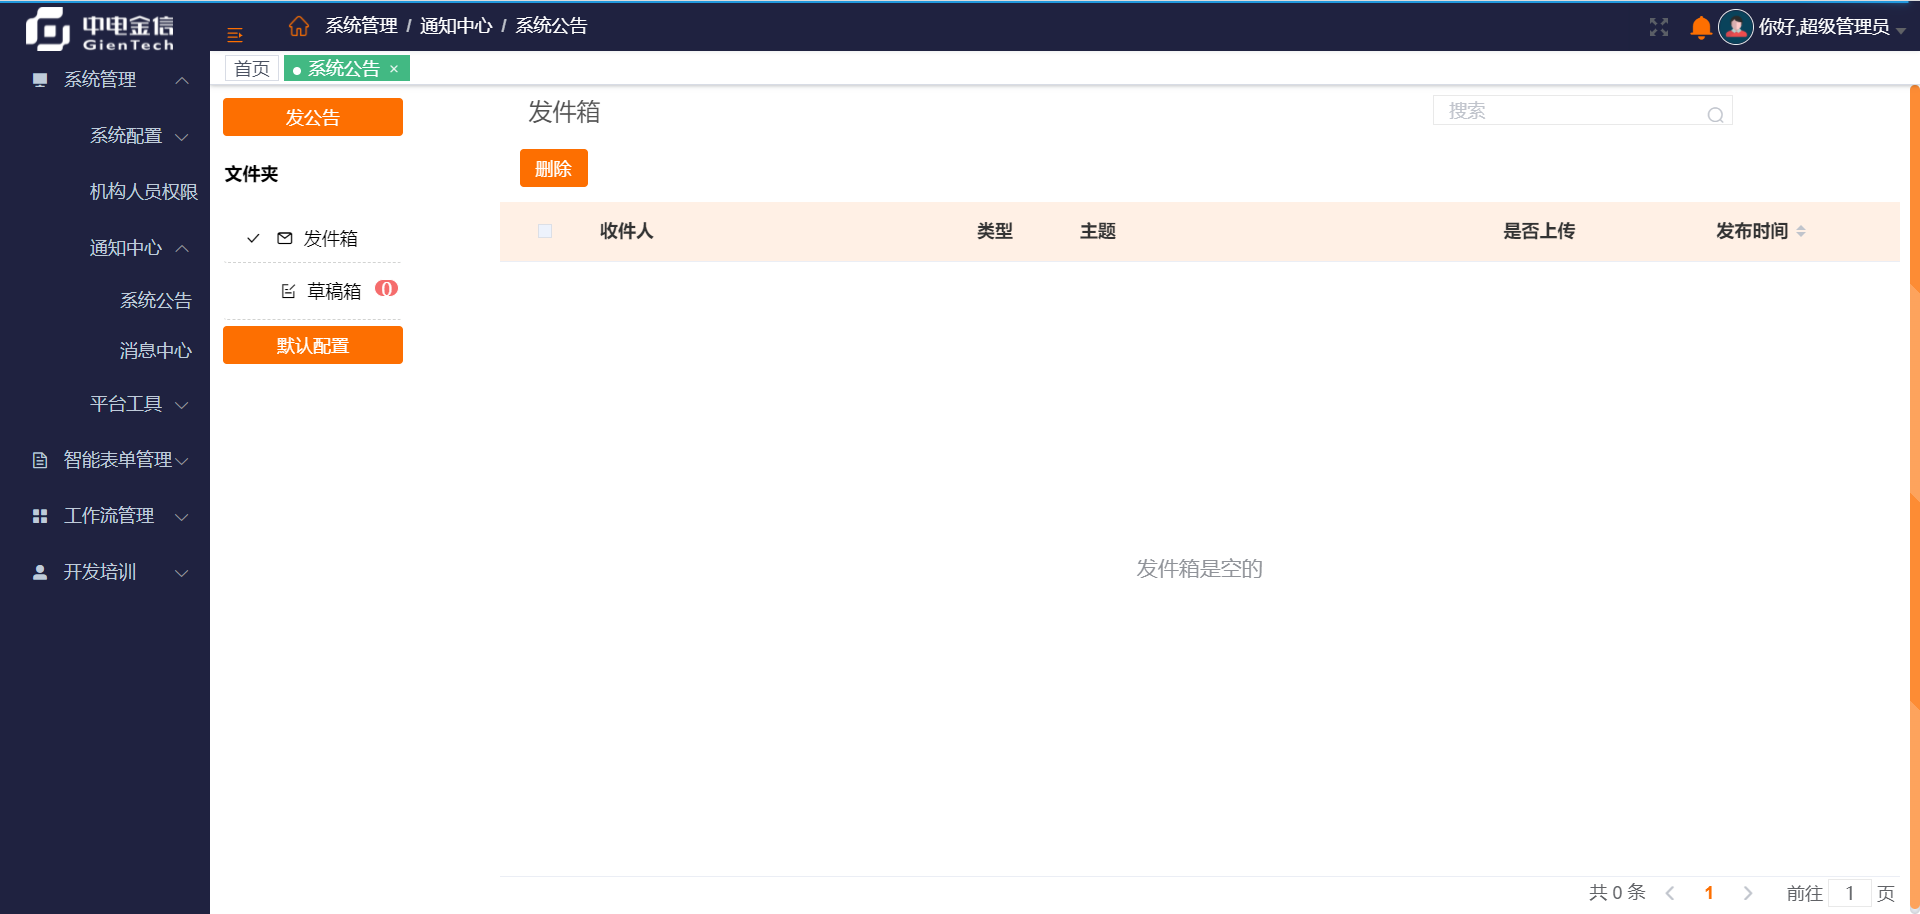 中电金信
GienTech
系统管理 / 通知中心 / 系统公告
你好,超级管理员
首页
系统公告 ×
系统管理
系统配置
机构人员权限
通知中心
系统公告
消息中心
平台工具
智能表单管理
工作流管理
开发培训
发公告
文件夹
发件箱
草稿箱 0
默认配置
发件箱
搜索
删除
收件人 类型 主题 是否上传 发布时间
发件箱是空的
共 0 条 1 前往 1 页